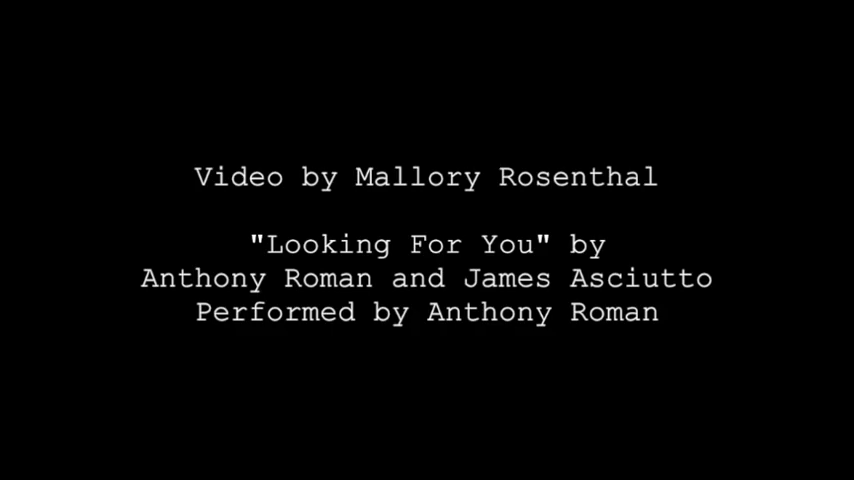 Video by Mallory Rosenthal
"Looking For You" by
Anthony Roman and James Asciutto
Performed by Anthony Roman